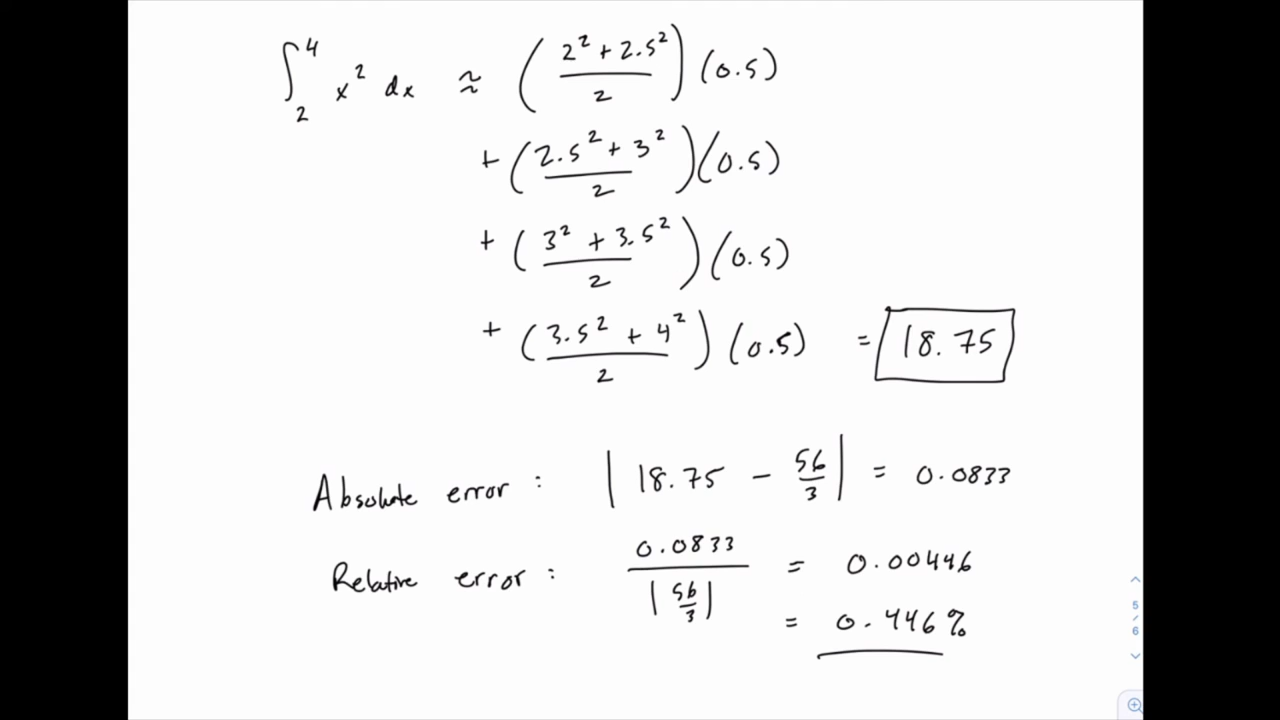 ∫₂⁴ x² dx ≈ ((2² + 2.5²)/2)(0.5)
+ ((2.5² + 3²)/2)(0.5)
+ ((3² + 3.5²)/2)(0.5)
+ ((3.5² + 4²)/2)(0.5) = 18.75
Absolute error: |18.75 − 56/3| = 0.0833
Relative error: 0.0833/|56/3| = 0.00446
= 0.446%
5
/
6